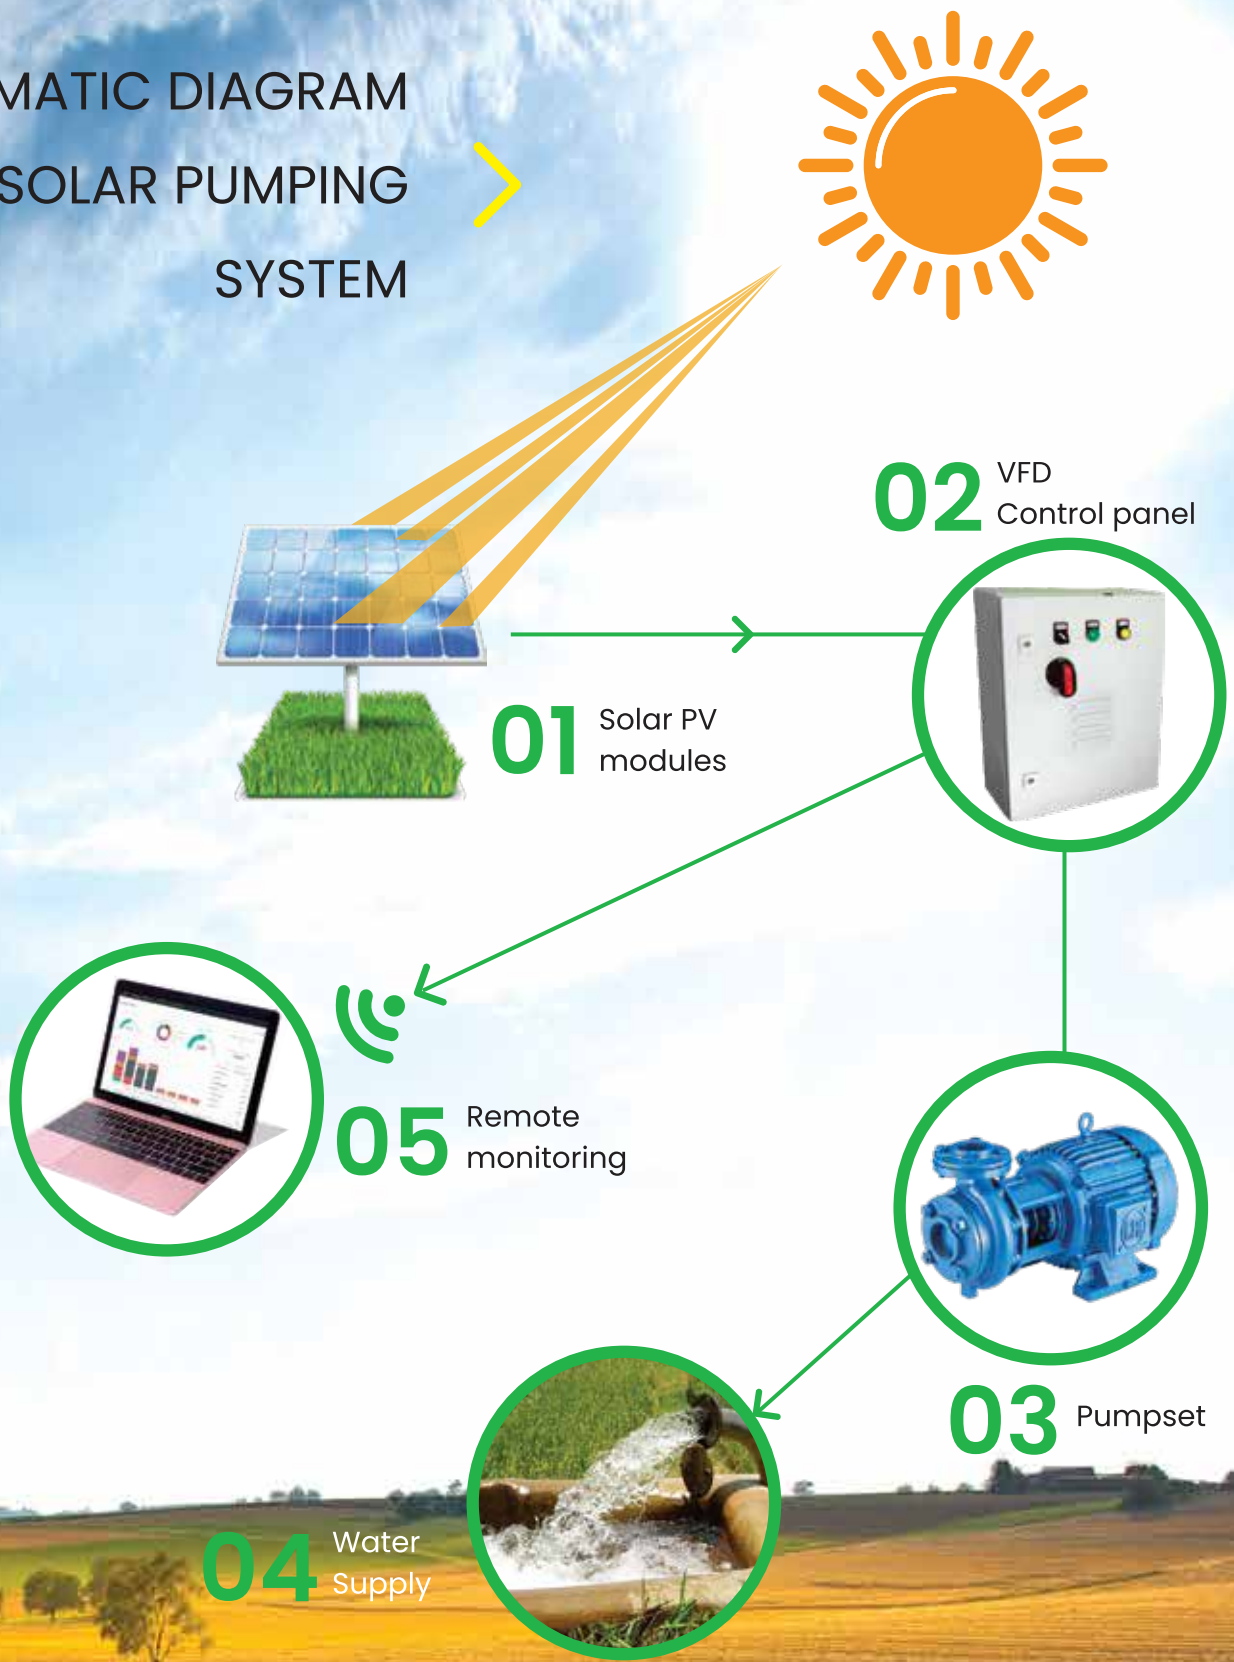 MATIC DIAGRAM
SOLAR PUMPING
SYSTEM
02 VFD
Control panel
01 Solar PV
modules
05 Remote
monitoring
03 Pumpset
04 Water
Supply